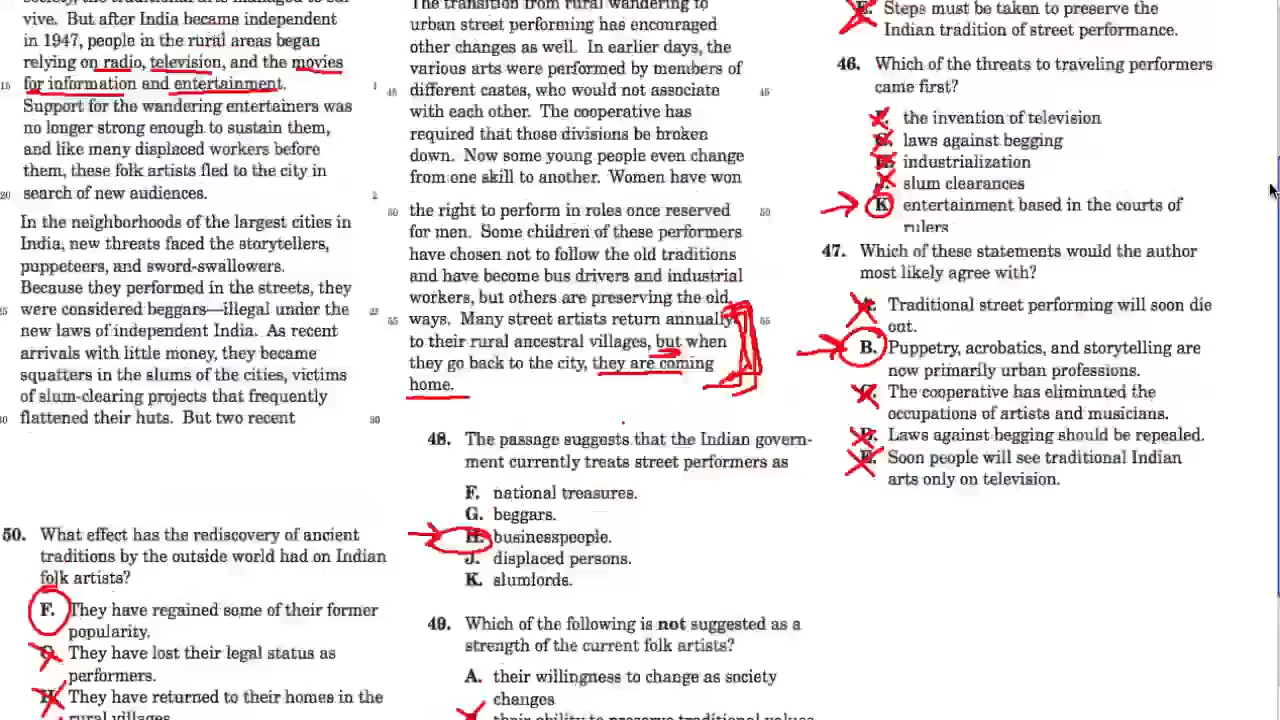 society, the traditional arts managed to sur-
vive. But after India became independent
in 1947, people in the rural areas began
relying on radio, television, and the movies
15 for information and entertainment.
Support for the wandering entertainers was
no longer strong enough to sustain them,
and like many displaced workers before
them, these folk artists fled to the city in
20 search of new audiences.
In the neighborhoods of the largest cities in
India, new threats faced the storytellers,
puppeteers, and sword-swallowers.
Because they performed in the streets, they
25 were considered beggars—illegal under the
new laws of independent India. As recent
arrivals with little money, they became
squatters in the slums of the cities, victims
of slum-clearing projects that frequently
30 flattened their huts. But two recent
50. What effect has the rediscovery of ancient
traditions by the outside world had on Indian
folk artists?
F. They have regained some of their former
popularity.
G. They have lost their legal status as
performers.
H. They have returned to their homes in the
rural villages.
The transition from rural wandering to
urban street performing has encouraged
other changes as well. In earlier days, the
various arts were performed by members of
45 different castes, who would not associate
with each other. The cooperative has
required that those divisions be broken
down. Now some young people even change
from one skill to another. Women have won
50 the right to perform in roles once reserved
for men. Some children of these performers
have chosen not to follow the old traditions
and have become bus drivers and industrial
workers, but others are preserving the old
55 ways. Many street artists return annually
to their rural ancestral villages, but when
they go back to the city, they are coming
home.
48. The passage suggests that the Indian govern-
ment currently treats street performers as
F. national treasures.
G. beggars.
H. businesspeople.
J. displaced persons.
K. slumlords.
49. Which of the following is not suggested as a
strength of the current folk artists?
A. their willingness to change as society
changes
their ability to preserve traditional values
E. Steps must be taken to preserve the
Indian tradition of street performance.
46. Which of the threats to traveling performers
came first?
the invention of television
laws against begging
industrialization
slum clearances
K entertainment based in the courts of
rulers
47. Which of these statements would the author
most likely agree with?
Traditional street performing will soon die
out.
B. Puppetry, acrobatics, and storytelling are
now primarily urban professions.
C. The cooperative has eliminated the
occupations of artists and musicians.
D. Laws against begging should be repealed.
E. Soon people will see traditional Indian
arts only on television.